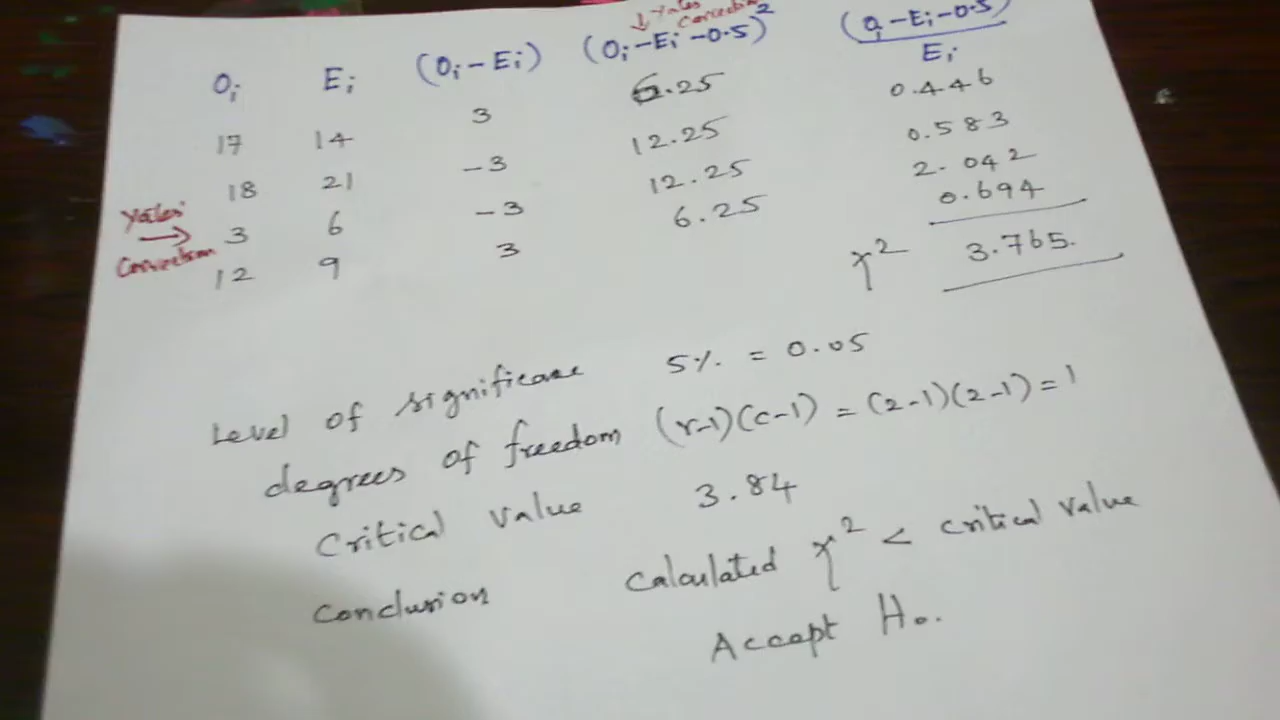 ↓ Yates Correction
Oi Ei (Oi - Ei) (Oi - Ei - 0.5)² (Oi - Ei - 0.5) / Ei
17 14 3 6.25 0.446
18 21 -3 12.25 0.583
Yates' Correction → 3 6 -3 12.25 2.042
12 9 3 6.25 0.694
χ² 3.765.
Level of significance 5% = 0.05
degrees of freedom (r-1)(c-1) = (2-1)(2-1) = 1
Critical value 3.84
Conclusion Calculated χ² < critical value
Accept H₀.